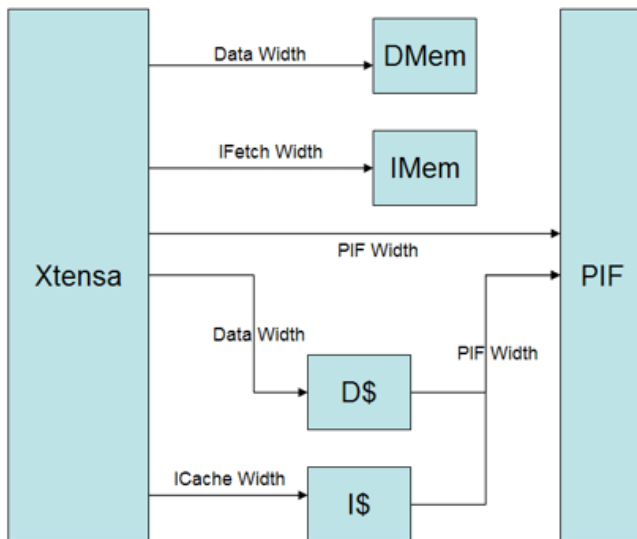 Data Width
DMem
IFetch Width
IMem
PIF Width
Xtensa
PIF
Data Width
PIF Width
D$
ICache Width
I$